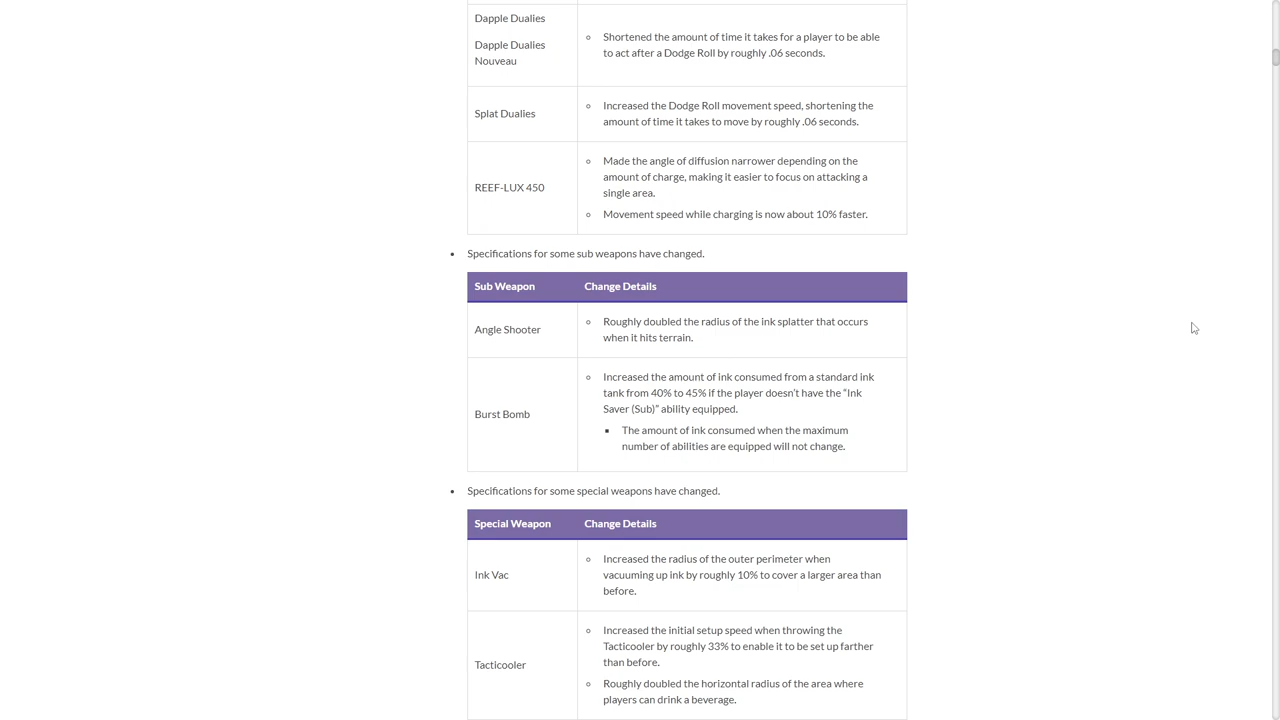 Dapple Dualies
Dapple Dualies
Nouveau
Shortened the amount of time it takes for a player to be able
to act after a Dodge Roll by roughly .06 seconds.
Splat Dualies
Increased the Dodge Roll movement speed, shortening the
amount of time it takes to move by roughly .06 seconds.
REEF-LUX 450
Made the angle of diffusion narrower depending on the
amount of charge, making it easier to focus on attacking a
single area.
Movement speed while charging is now about 10% faster.
Specifications for some sub weapons have changed.
Sub Weapon Change Details
Angle Shooter
Roughly doubled the radius of the ink splatter that occurs
when it hits terrain.
Burst Bomb
Increased the amount of ink consumed from a standard ink
tank from 40% to 45% if the player doesn’t have the “Ink
Saver (Sub)” ability equipped.
The amount of ink consumed when the maximum
number of abilities are equipped will not change.
Specifications for some special weapons have changed.
Special Weapon Change Details
Ink Vac
Increased the radius of the outer perimeter when
vacuuming up ink by roughly 10% to cover a larger area than
before.
Tacticooler
Increased the initial setup speed when throwing the
Tacticooler by roughly 33% to enable it to be set up farther
than before.
Roughly doubled the horizontal radius of the area where
players can drink a beverage.